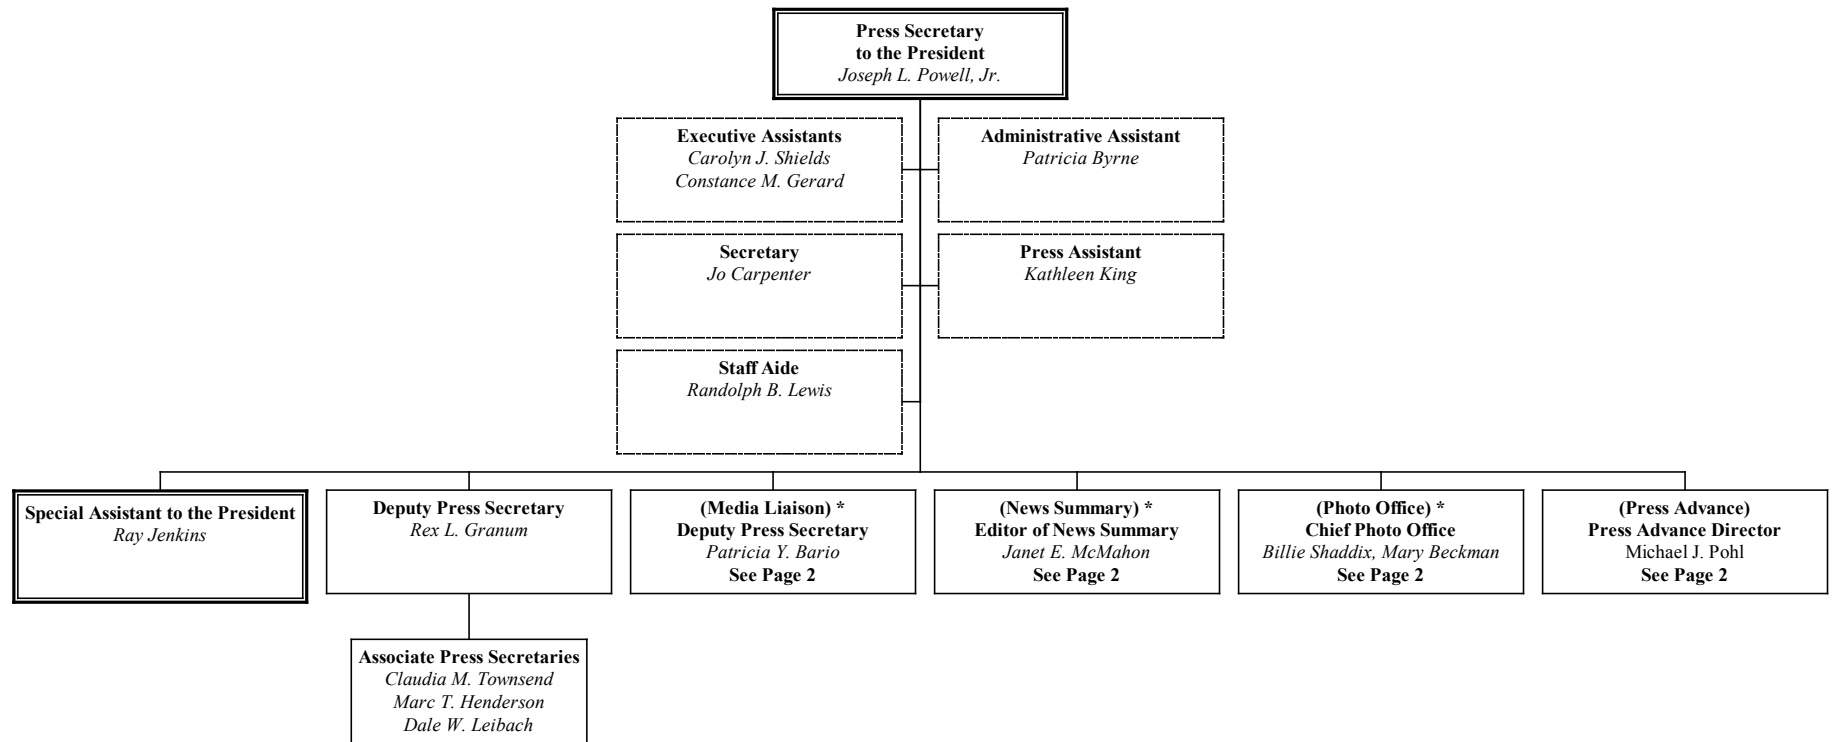 Press Secretary
to the President
Joseph L. Powell, Jr.
Executive Assistants
Carolyn J. Shields
Constance M. Gerard
Administrative Assistant
Patricia Byrne
Secretary
Jo Carpenter
Press Assistant
Kathleen King
Staff Aide
Randolph B. Lewis
Special Assistant to the President
Ray Jenkins
Deputy Press Secretary
Rex L. Granum
(Media Liaison) *
Deputy Press Secretary
Patricia Y. Bario
See Page 2
(News Summary) *
Editor of News Summary
Janet E. McMahon
See Page 2
(Photo Office) *
Chief Photo Office
Billie Shaddix, Mary Beckman
See Page 2
(Press Advance)
Press Advance Director
Michael J. Pohl
See Page 2
Associate Press Secretaries
Claudia M. Townsend
Marc T. Henderson
Dale W. Leibach